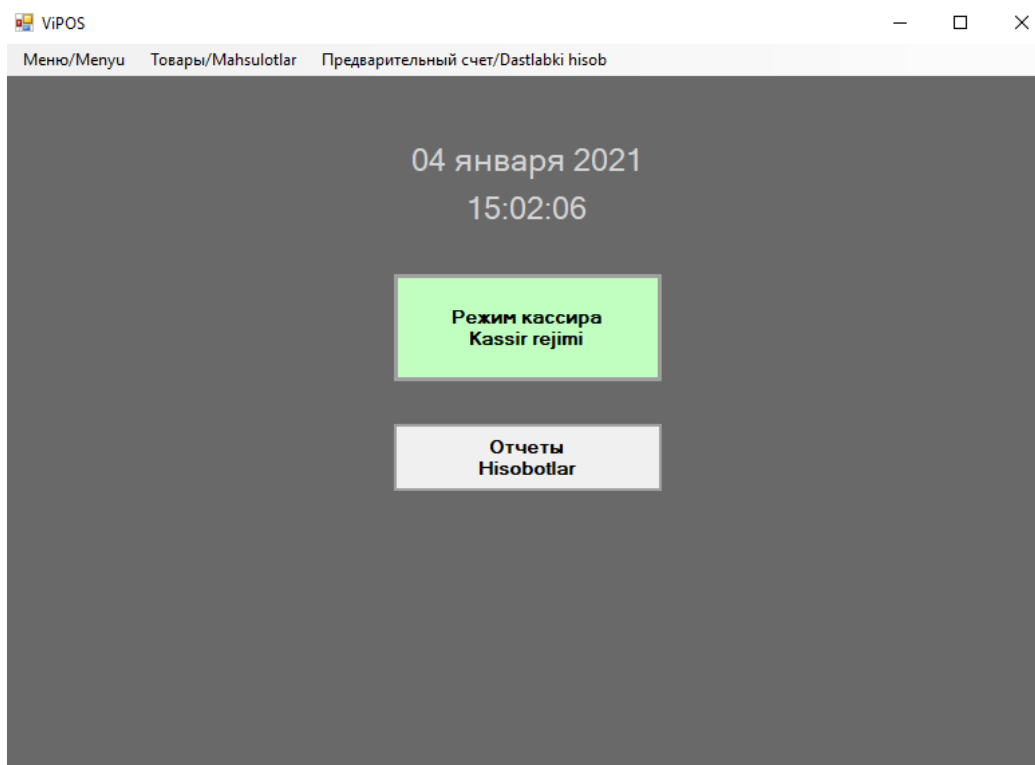 ViPOS
Меню/Menyu Товары/Mahsulotlar Предварительный счет/Dastlabki hisob
04 января 2021
15:02:06
Режим кассира
Kassir rejimi
Отчеты
Hisobotlar